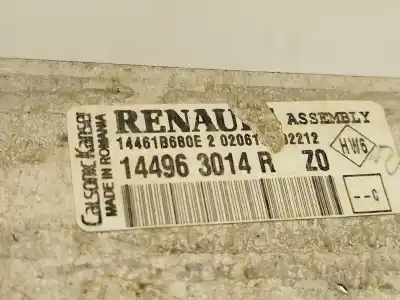 Calsonic Kansei
MADE IN ROMANIA
RENAU ASSEMBLY
14461B680E 2 02061 02212
14496 3014 R Z0
HW6
--C